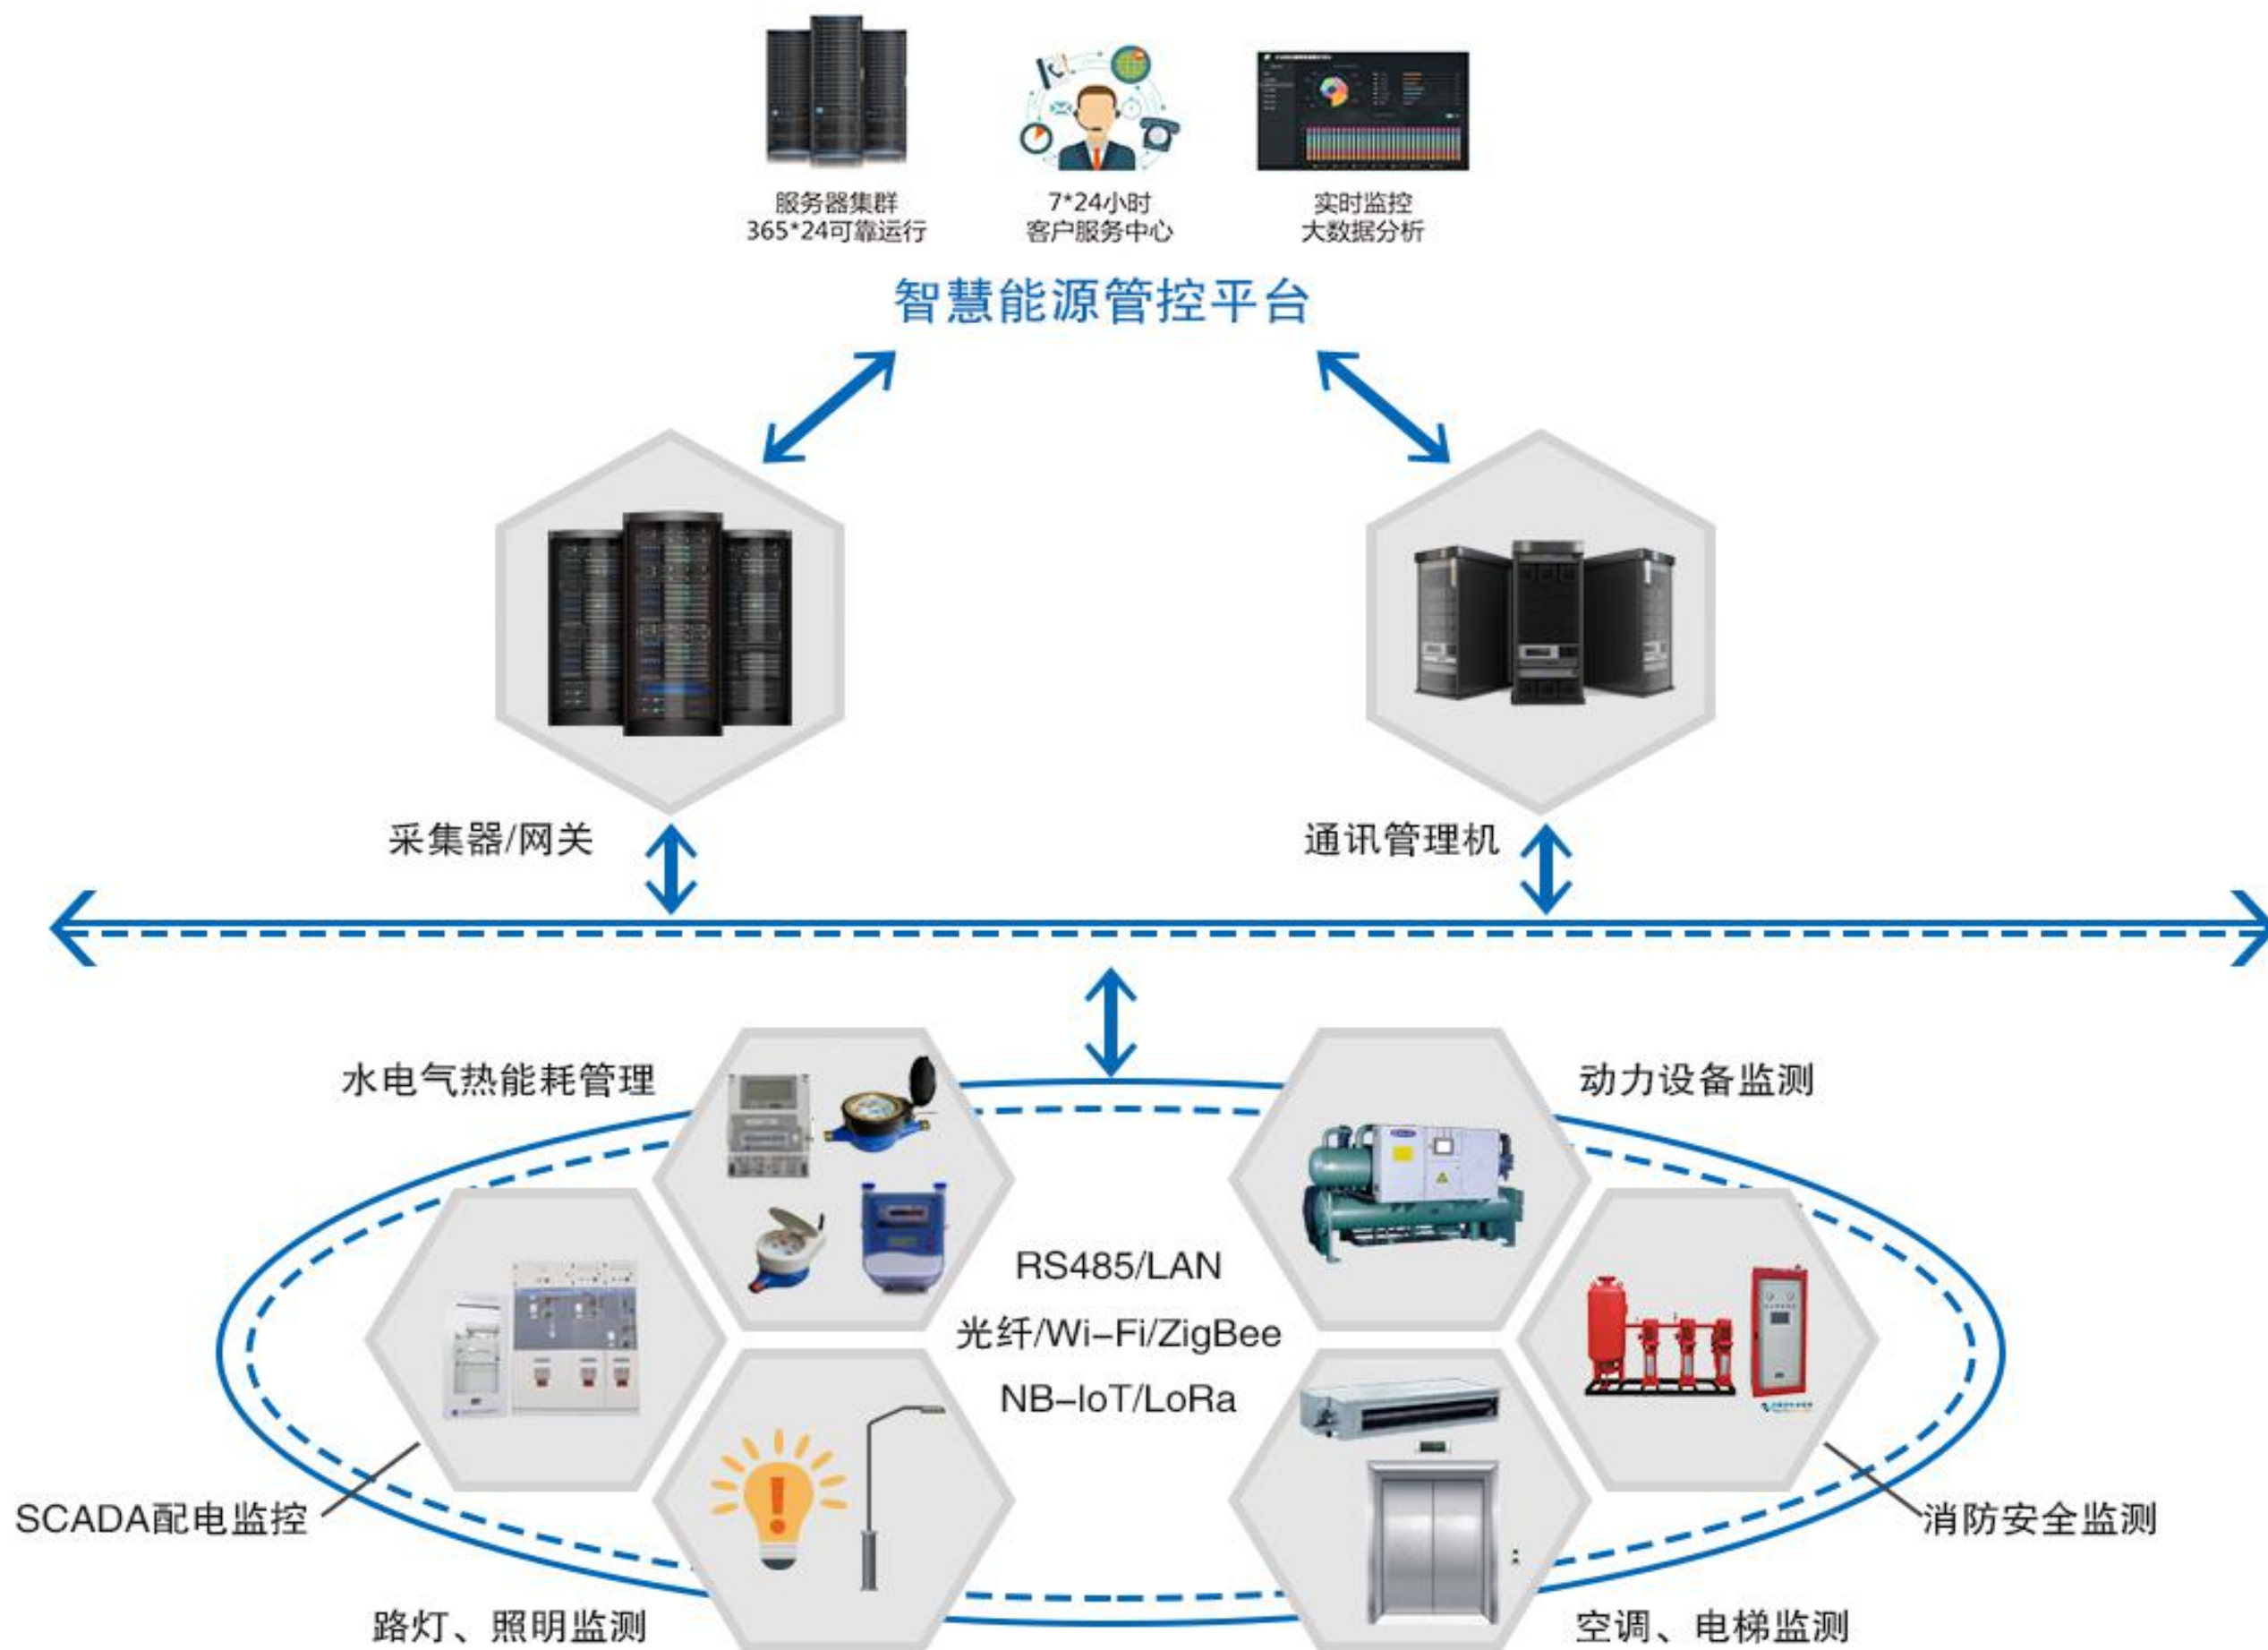 服务器集群
365*24可靠运行
7*24小时
客户服务中心
实时监控
大数据分析
智慧能源管控平台
采集器/网关
通讯管理机
水电气热能耗管理
动力设备监测
RS485/LAN
光纤/Wi–Fi/ZigBee
NB–IoT/LoRa
SCADA配电监控
消防安全监测
路灯、照明监测
空调、电梯监测